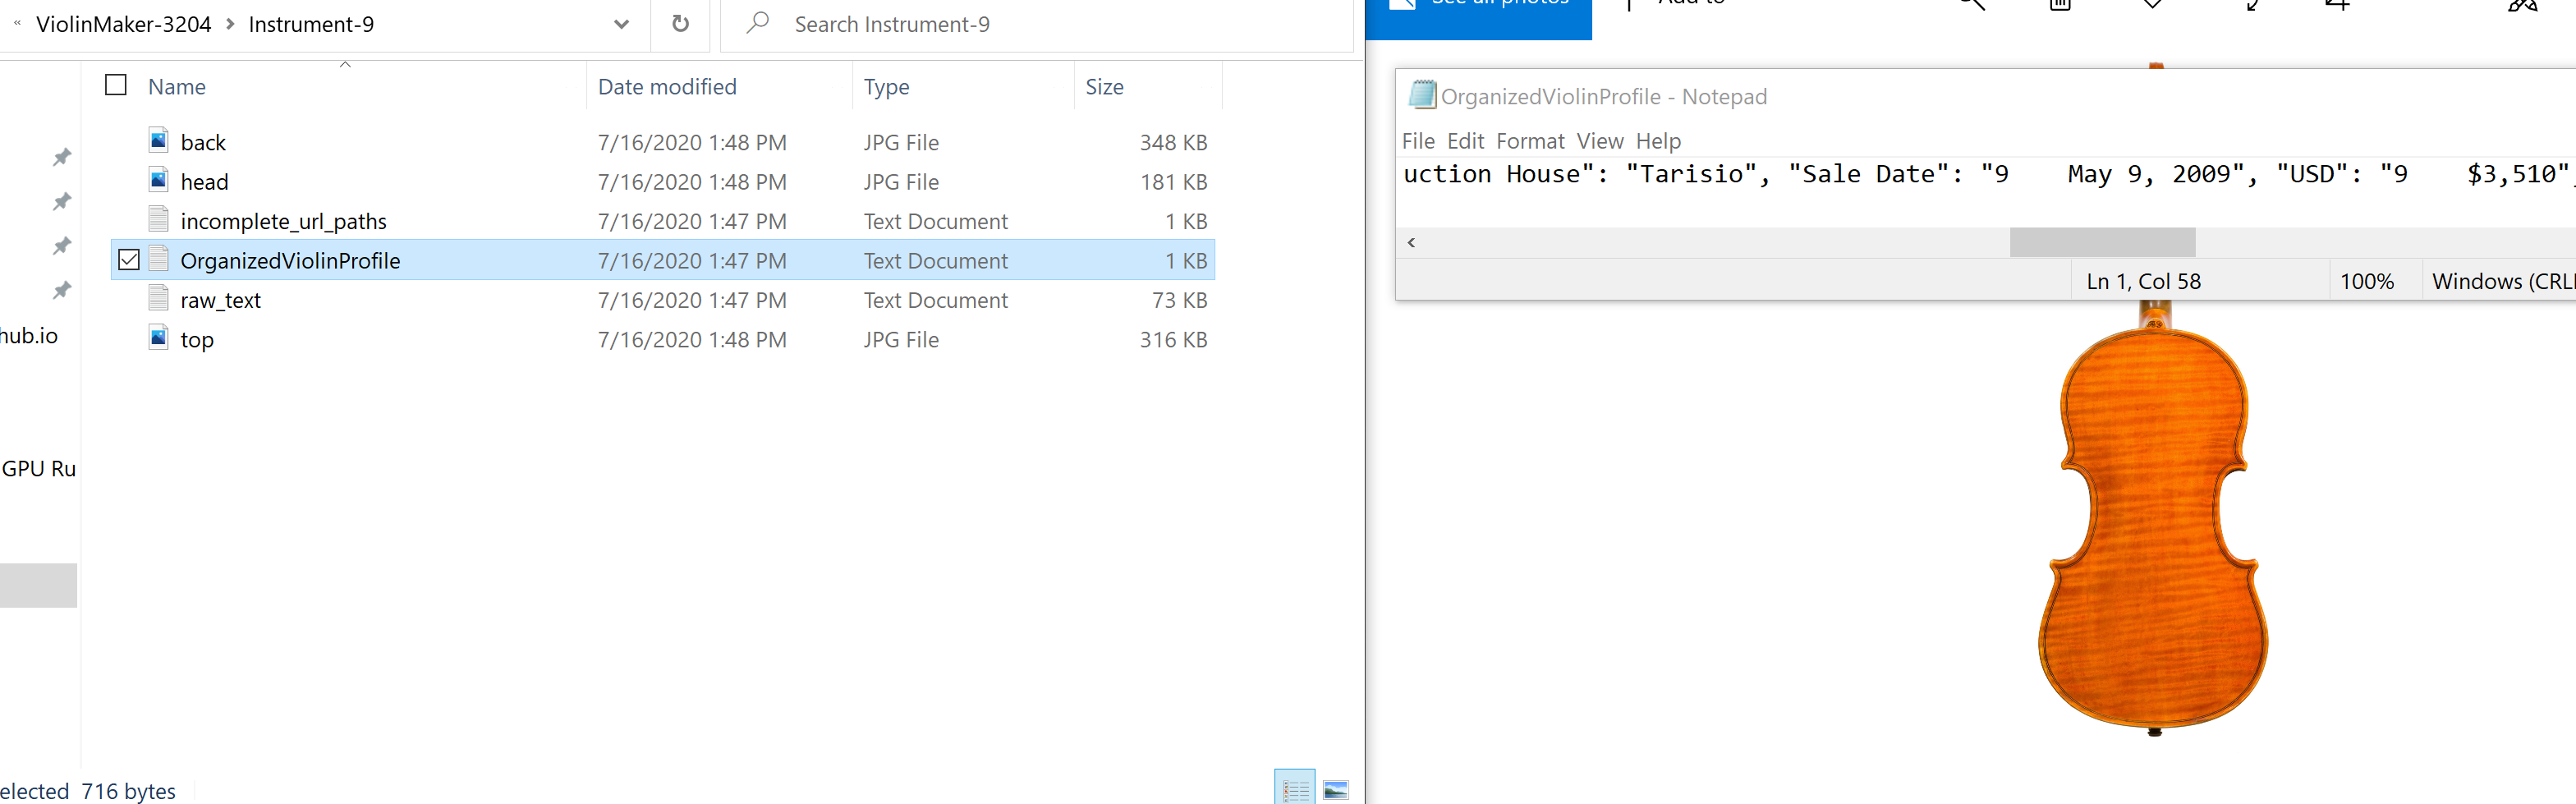 « ViolinMaker-3204 > Instrument-9
Search Instrument-9
Name Date modified Type Size
back 7/16/2020 1:48 PM JPG File 348 KB
head 7/16/2020 1:48 PM JPG File 181 KB
incomplete_url_paths 7/16/2020 1:47 PM Text Document 1 KB
OrganizedViolinProfile 7/16/2020 1:47 PM Text Document 1 KB
raw_text 7/16/2020 1:47 PM Text Document 73 KB
top 7/16/2020 1:48 PM JPG File 316 KB
hub.io
GPU Ru
elected 716 bytes
See all photos
Add to
OrganizedViolinProfile - Notepad
File Edit Format View Help
uction House": "Tarisio", "Sale Date": "9    May 9, 2009", "USD": "9    $3,510",
Ln 1, Col 58
100%
Windows (CRL